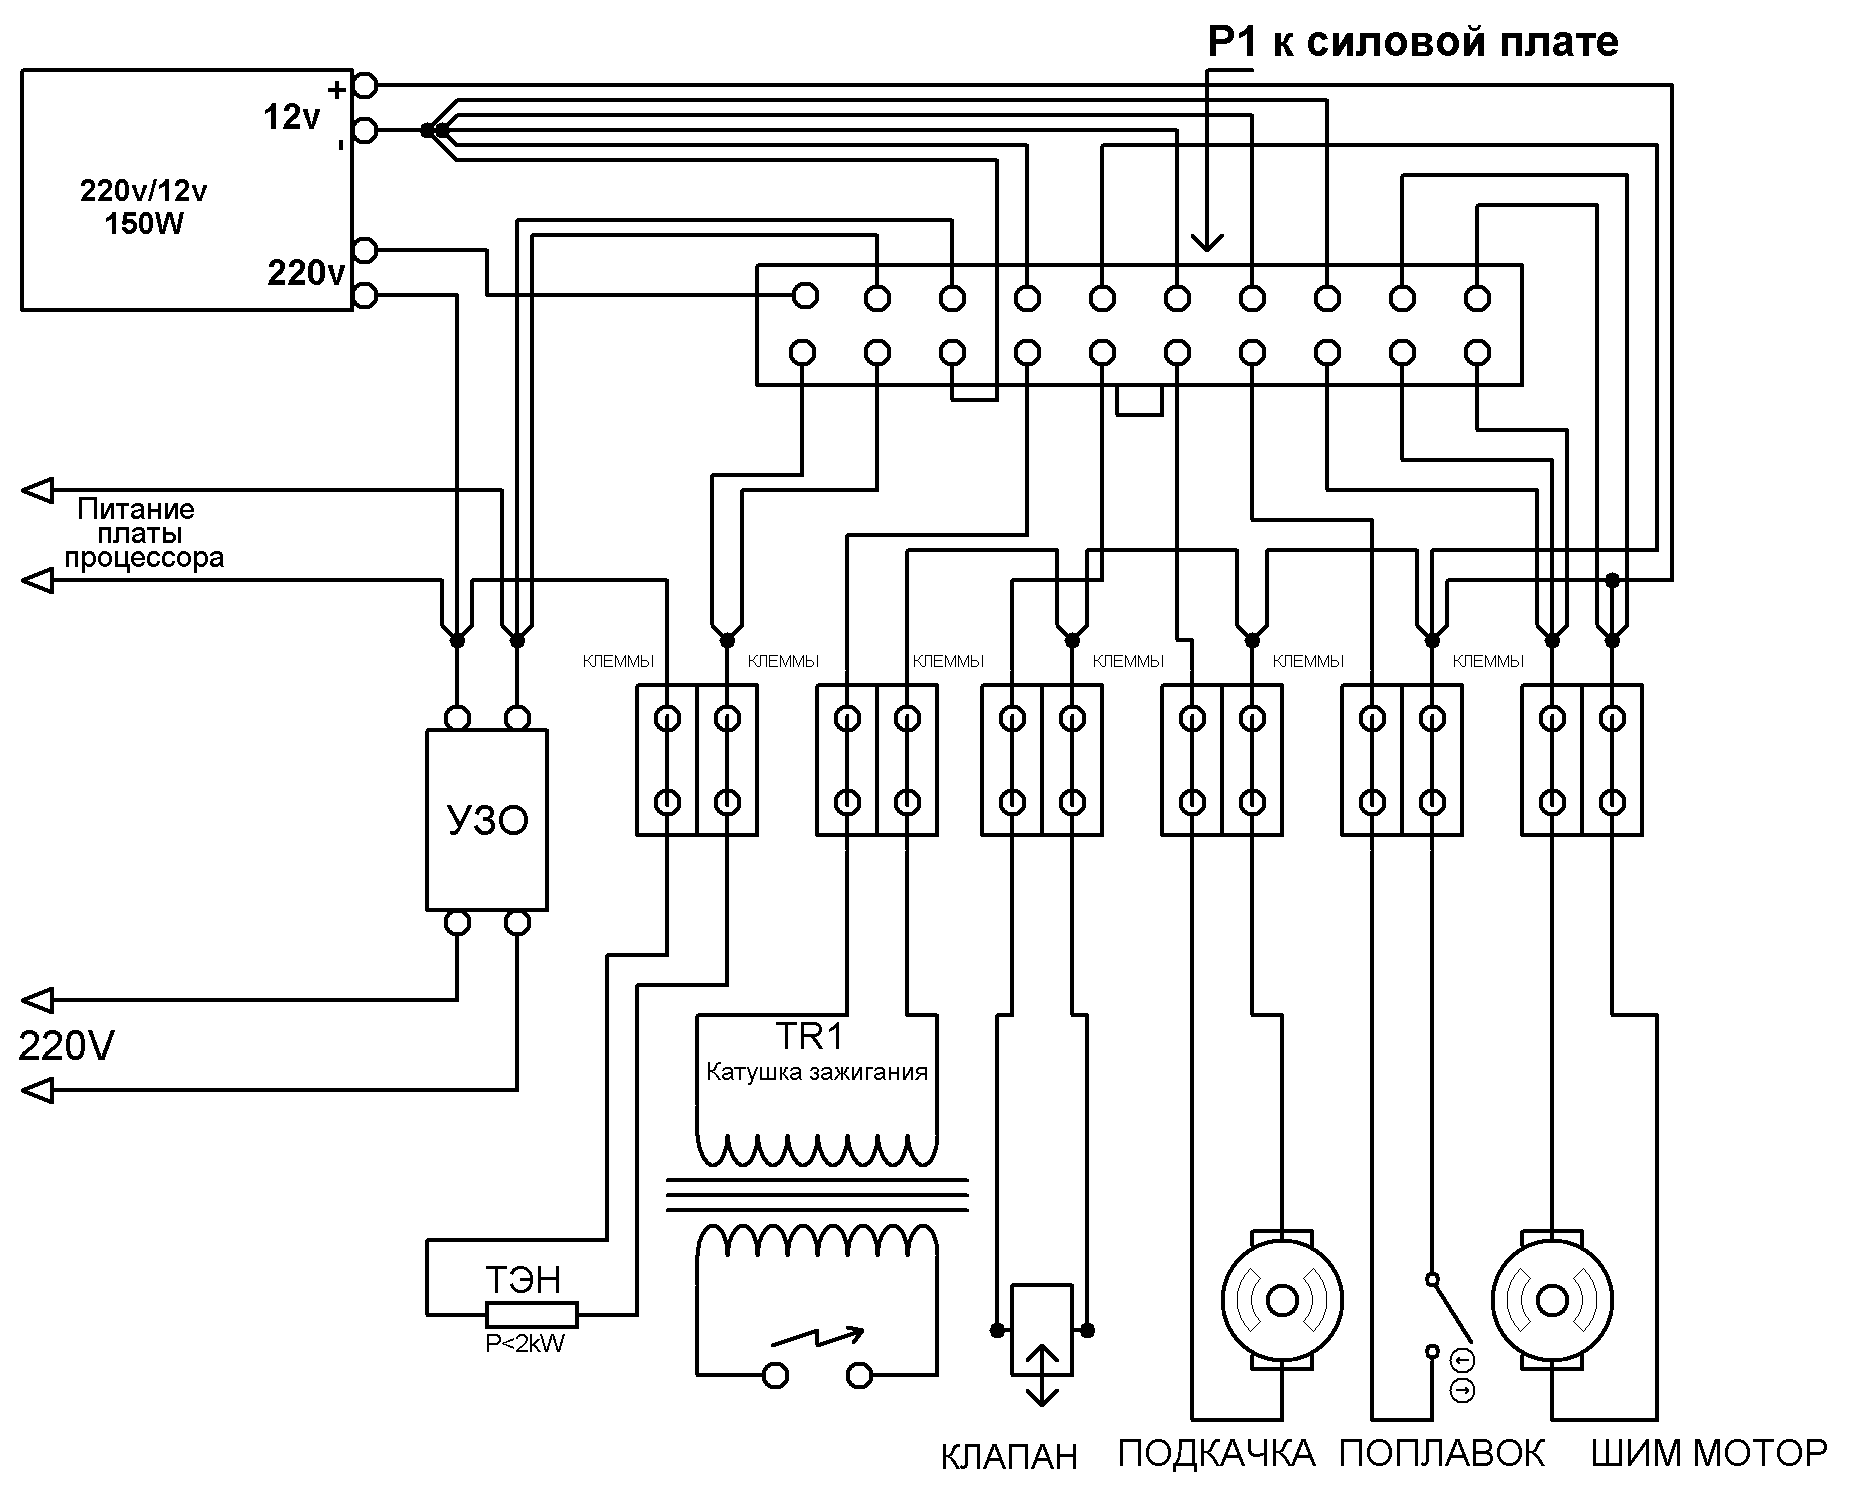 P1 к силовой плате
+
12v
-
220v/12v
150W
220v
Питание
платы
процессора
КЛЕММЫ
КЛЕММЫ
КЛЕММЫ
КЛЕММЫ
КЛЕММЫ
КЛЕММЫ
УЗО
220V
TR1
Катушка зажигания
ТЭН
P<2kW
КЛАПАН
ПОДКАЧКА
ПОПЛАВОК
ШИМ МОТОР